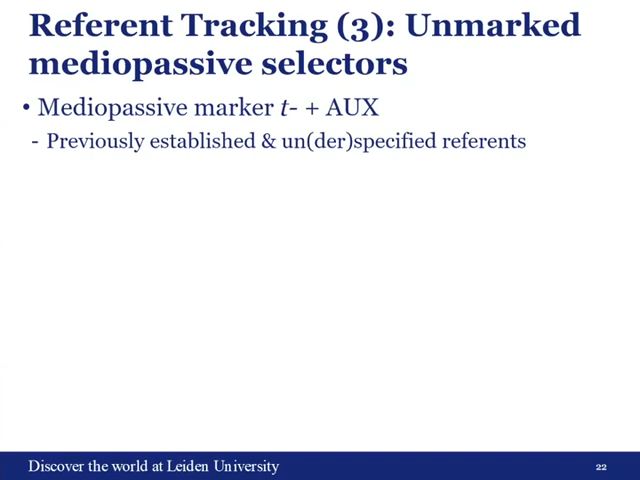 Referent Tracking (3): Unmarked
mediopassive selectors
• Mediopassive marker t- + AUX
- Previously established & un(der)specified referents
Discover the world at Leiden University
22